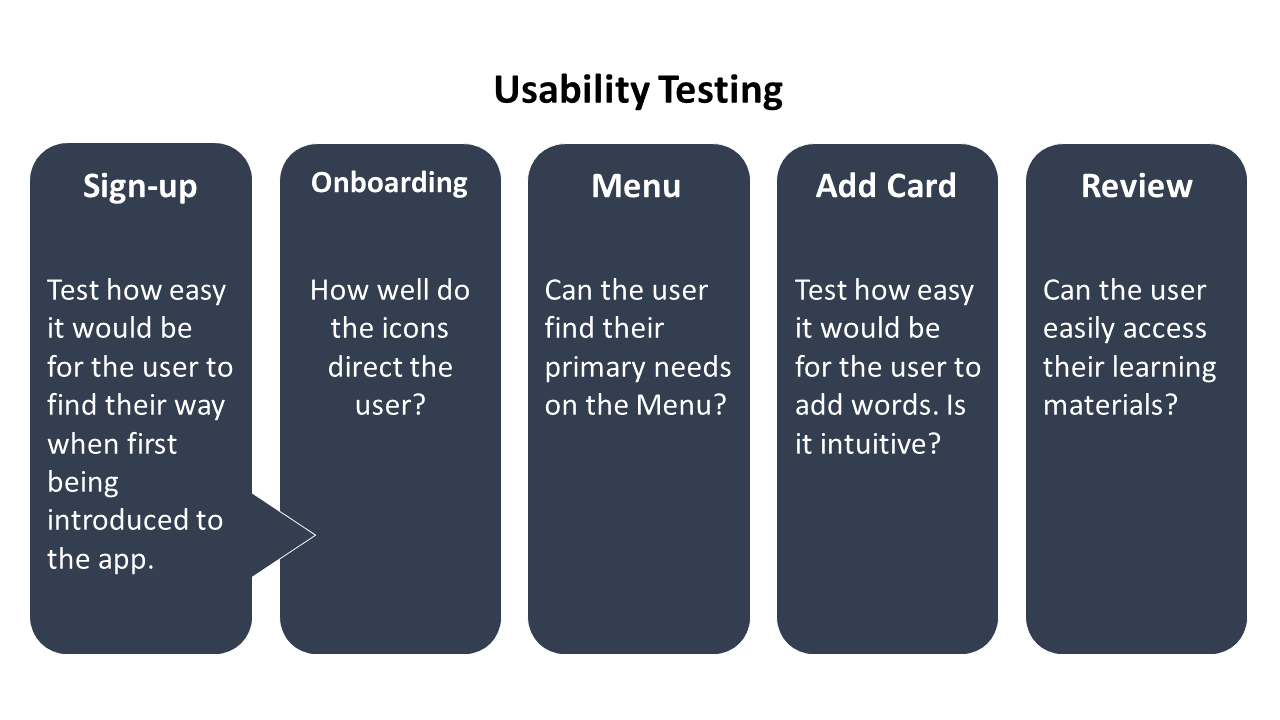 Usability Testing
Sign-up
Test how easy
it would be
for the user to
find their way
when first
being
introduced to
the app.
Onboarding
How well do
the icons
direct the
user?
Menu
Can the user
find their
primary needs
on the Menu?
Add Card
Test how easy
it would be
for the user to
add words. Is
it intuitive?
Review
Can the user
easily access
their learning
materials?